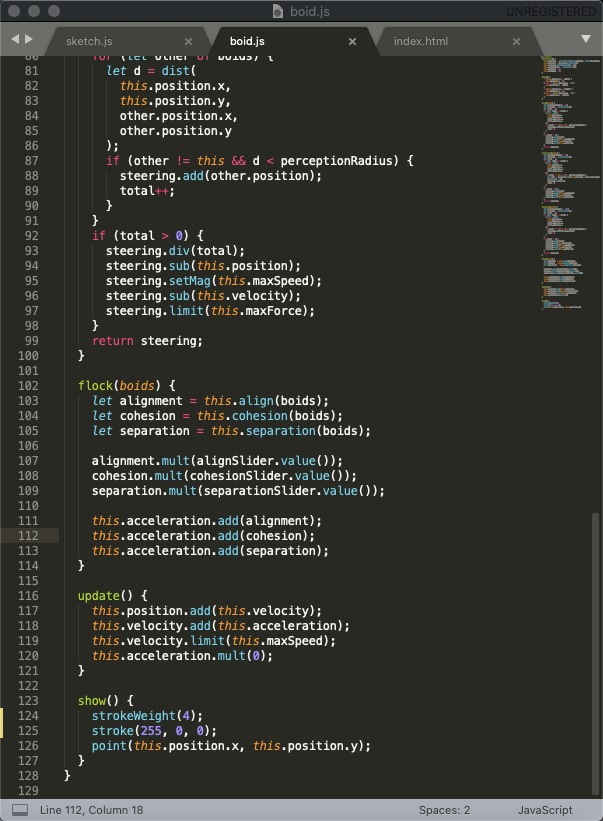 boid.js
UNREGISTERED
sketch.js
boid.js
index.html
80 for (let other of boids) {
81 let d = dist(
82 this.position.x,
83 this.position.y,
84 other.position.x,
85 other.position.y
86 );
87 if (other != this && d < perceptionRadius) {
88 steering.add(other.position);
89 total++;
90 }
91 }
92 if (total > 0) {
93 steering.div(total);
94 steering.sub(this.position);
95 steering.setMag(this.maxSpeed);
96 steering.sub(this.velocity);
97 steering.limit(this.maxForce);
98 }
99 return steering;
100 }
101
102 flock(boids) {
103 let alignment = this.align(boids);
104 let cohesion = this.cohesion(boids);
105 let separation = this.separation(boids);
106
107 alignment.mult(alignSlider.value());
108 cohesion.mult(cohesionSlider.value());
109 separation.mult(separationSlider.value());
110
111 this.acceleration.add(alignment);
112 this.acceleration.add(cohesion);
113 this.acceleration.add(separation);
114 }
115
116 update() {
117 this.position.add(this.velocity);
118 this.velocity.add(this.acceleration);
119 this.velocity.limit(this.maxSpeed);
120 this.acceleration.mult(0);
121 }
122
123 show() {
124 strokeWeight(4);
125 stroke(255, 0, 0);
126 point(this.position.x, this.position.y);
127 }
128 }
129
Line 112, Column 18
Spaces: 2
JavaScript